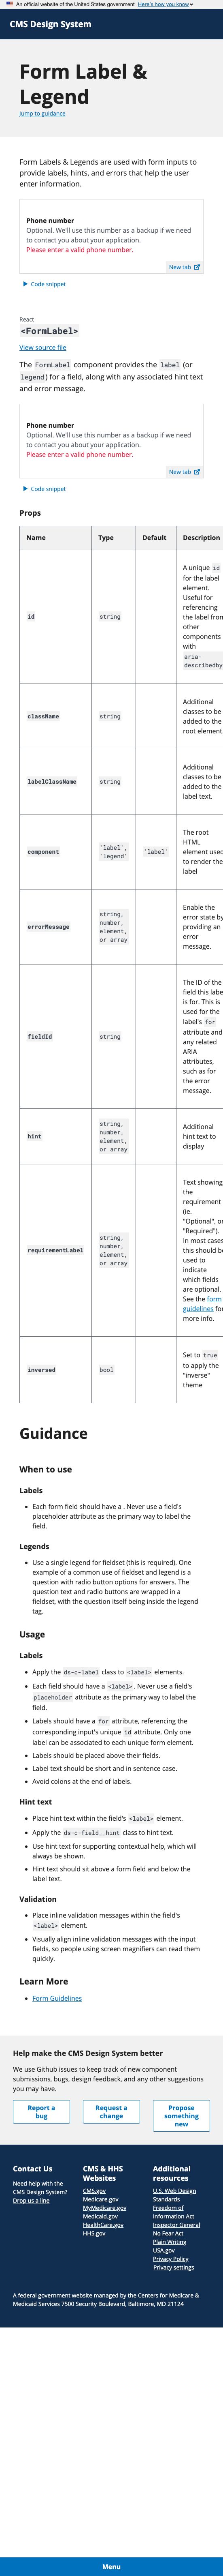 An official website of the United States government Here's how you know
CMS Design System
Form Label &
Legend
Jump to guidance
Form Labels & Legends are used with form inputs to
provide labels, hints, and errors that help the user
enter information.
Phone number
Optional. We'll use this number as a backup if we need
to contact you about your application.
Please enter a valid phone number.
New tab
Code snippet
React
<FormLabel>
View source file
The FormLabel component provides the label (or
legend) for a field, along with any associated hint text
and error message.
Phone number
Optional. We'll use this number as a backup if we need
to contact you about your application.
Please enter a valid phone number.
New tab
Code snippet
Props
Name Type Default Description
id string
A unique id
for the label
element.
Useful for
referencing
the label from
other
components
with
aria-
describedby
className string
Additional
classes to be
added to the
root element.
labelClassName string
Additional
classes to be
added to the
label text.
component
'label',
'legend'
'label'
The root
HTML
element used
to render the
label
errorMessage
string,
number,
element,
or array
Enable the
error state by
providing an
error
message.
fieldId string
The ID of the
field this label
is for. This is
used for the
label's for
attribute and
any related
ARIA
attributes,
such as for
the error
message.
hint
string,
number,
element,
or array
Additional
hint text to
display
requirementLabel
string,
number,
element,
or array
Text showing
the
requirement
(ie.
"Optional", or
"Required").
In most cases,
this should be
used to
indicate
which fields
are optional.
See the form
guidelines for
more info.
inversed bool
Set to true
to apply the
"inverse"
theme
Guidance
When to use
Labels
Each form field should have a . Never use a field's
placeholder attribute as the primary way to label the
field.
Legends
Use a single legend for fieldset (this is required). One
example of a common use of fieldset and legend is a
question with radio button options for answers. The
question text and radio buttons are wrapped in a
fieldset, with the question itself being inside the legend
tag.
Usage
Labels
Apply the ds-c-label class to <label> elements.
Each field should have a <label>. Never use a field's
placeholder attribute as the primary way to label the
field.
Labels should have a for attribute, referencing the
corresponding input's unique id attribute. Only one
label can be associated to each unique form element.
Labels should be placed above their fields.
Label text should be short and in sentence case.
Avoid colons at the end of labels.
Hint text
Place hint text within the field's <label> element.
Apply the ds-c-field__hint class to hint text.
Use hint text for supporting contextual help, which will
always be shown.
Hint text should sit above a form field and below the
label text.
Validation
Place inline validation messages within the field's
<label> element.
Visually align inline validation messages with the input
fields, so people using screen magnifiers can read them
quickly.
Learn More
Form Guidelines
Help make the CMS Design System better
We use Github issues to keep track of new component
submissions, bugs, design feedback, and any other suggestions
you may have.
Report a
bug
Request a
change
Propose
something
new
Contact Us
Need help with the
CMS Design System?
Drop us a line
CMS & HHS
Websites
CMS.gov
Medicare.gov
MyMedicare.gov
Medicaid.gov
HealthCare.gov
HHS.gov
Additional
resources
U.S. Web Design
Standards
Freedom of
Information Act
Inspector General
No Fear Act
Plain Writing
USA.gov
Privacy Policy
Privacy settings
A federal government website managed by the Centers for Medicare &
Medicaid Services 7500 Security Boulevard, Baltimore, MD 21124
Menu